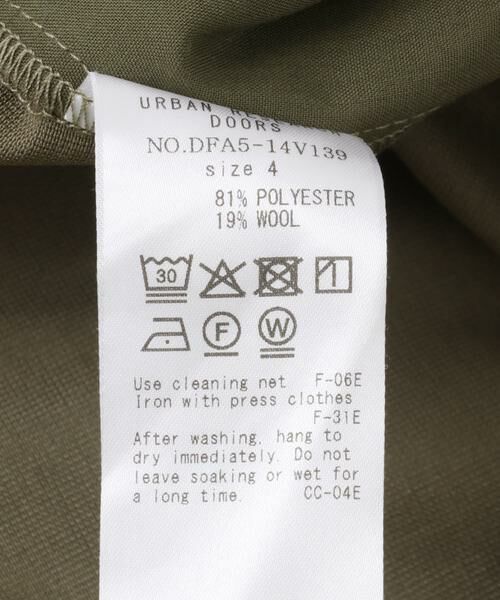 URBAN RESEARCH
DOORS
NO.DFA5-14V139
size 4
81% POLYESTER
19% WOOL
30
F W
Use cleaning net F-06E
Iron with press clothes
F-31E
After washing, hang to
dry immediately. Do not
leave soaking or wet for
a long time. CC-04E